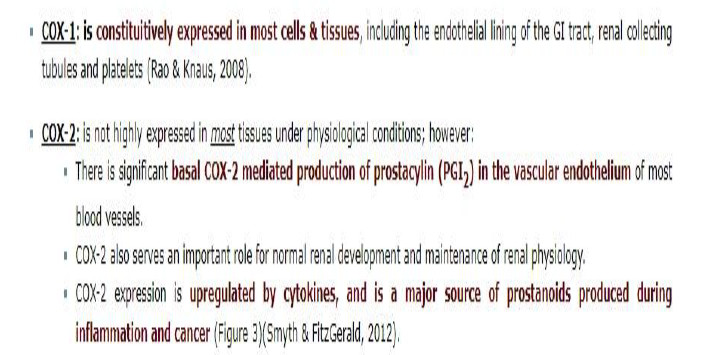 COX-1: is constituitively expressed in most cells & tissues, including the endothelial lining of the GI tract, renal collecting
tubules and platelets (Rao & Knaus, 2008).
COX-2: is not highly expressed in most tissues under physiological conditions; however:
There is significant basal COX-2 mediated production of prostacylin (PGI₂) in the vascular endothelium of most
blood vessels.
COX-2 also serves an important role for normal renal development and maintenance of renal physiology.
COX-2 expression is upregulated by cytokines, and is a major source of prostanoids produced during
inflammation and cancer (Figure 3)(Smyth & FitzGerald, 2012).